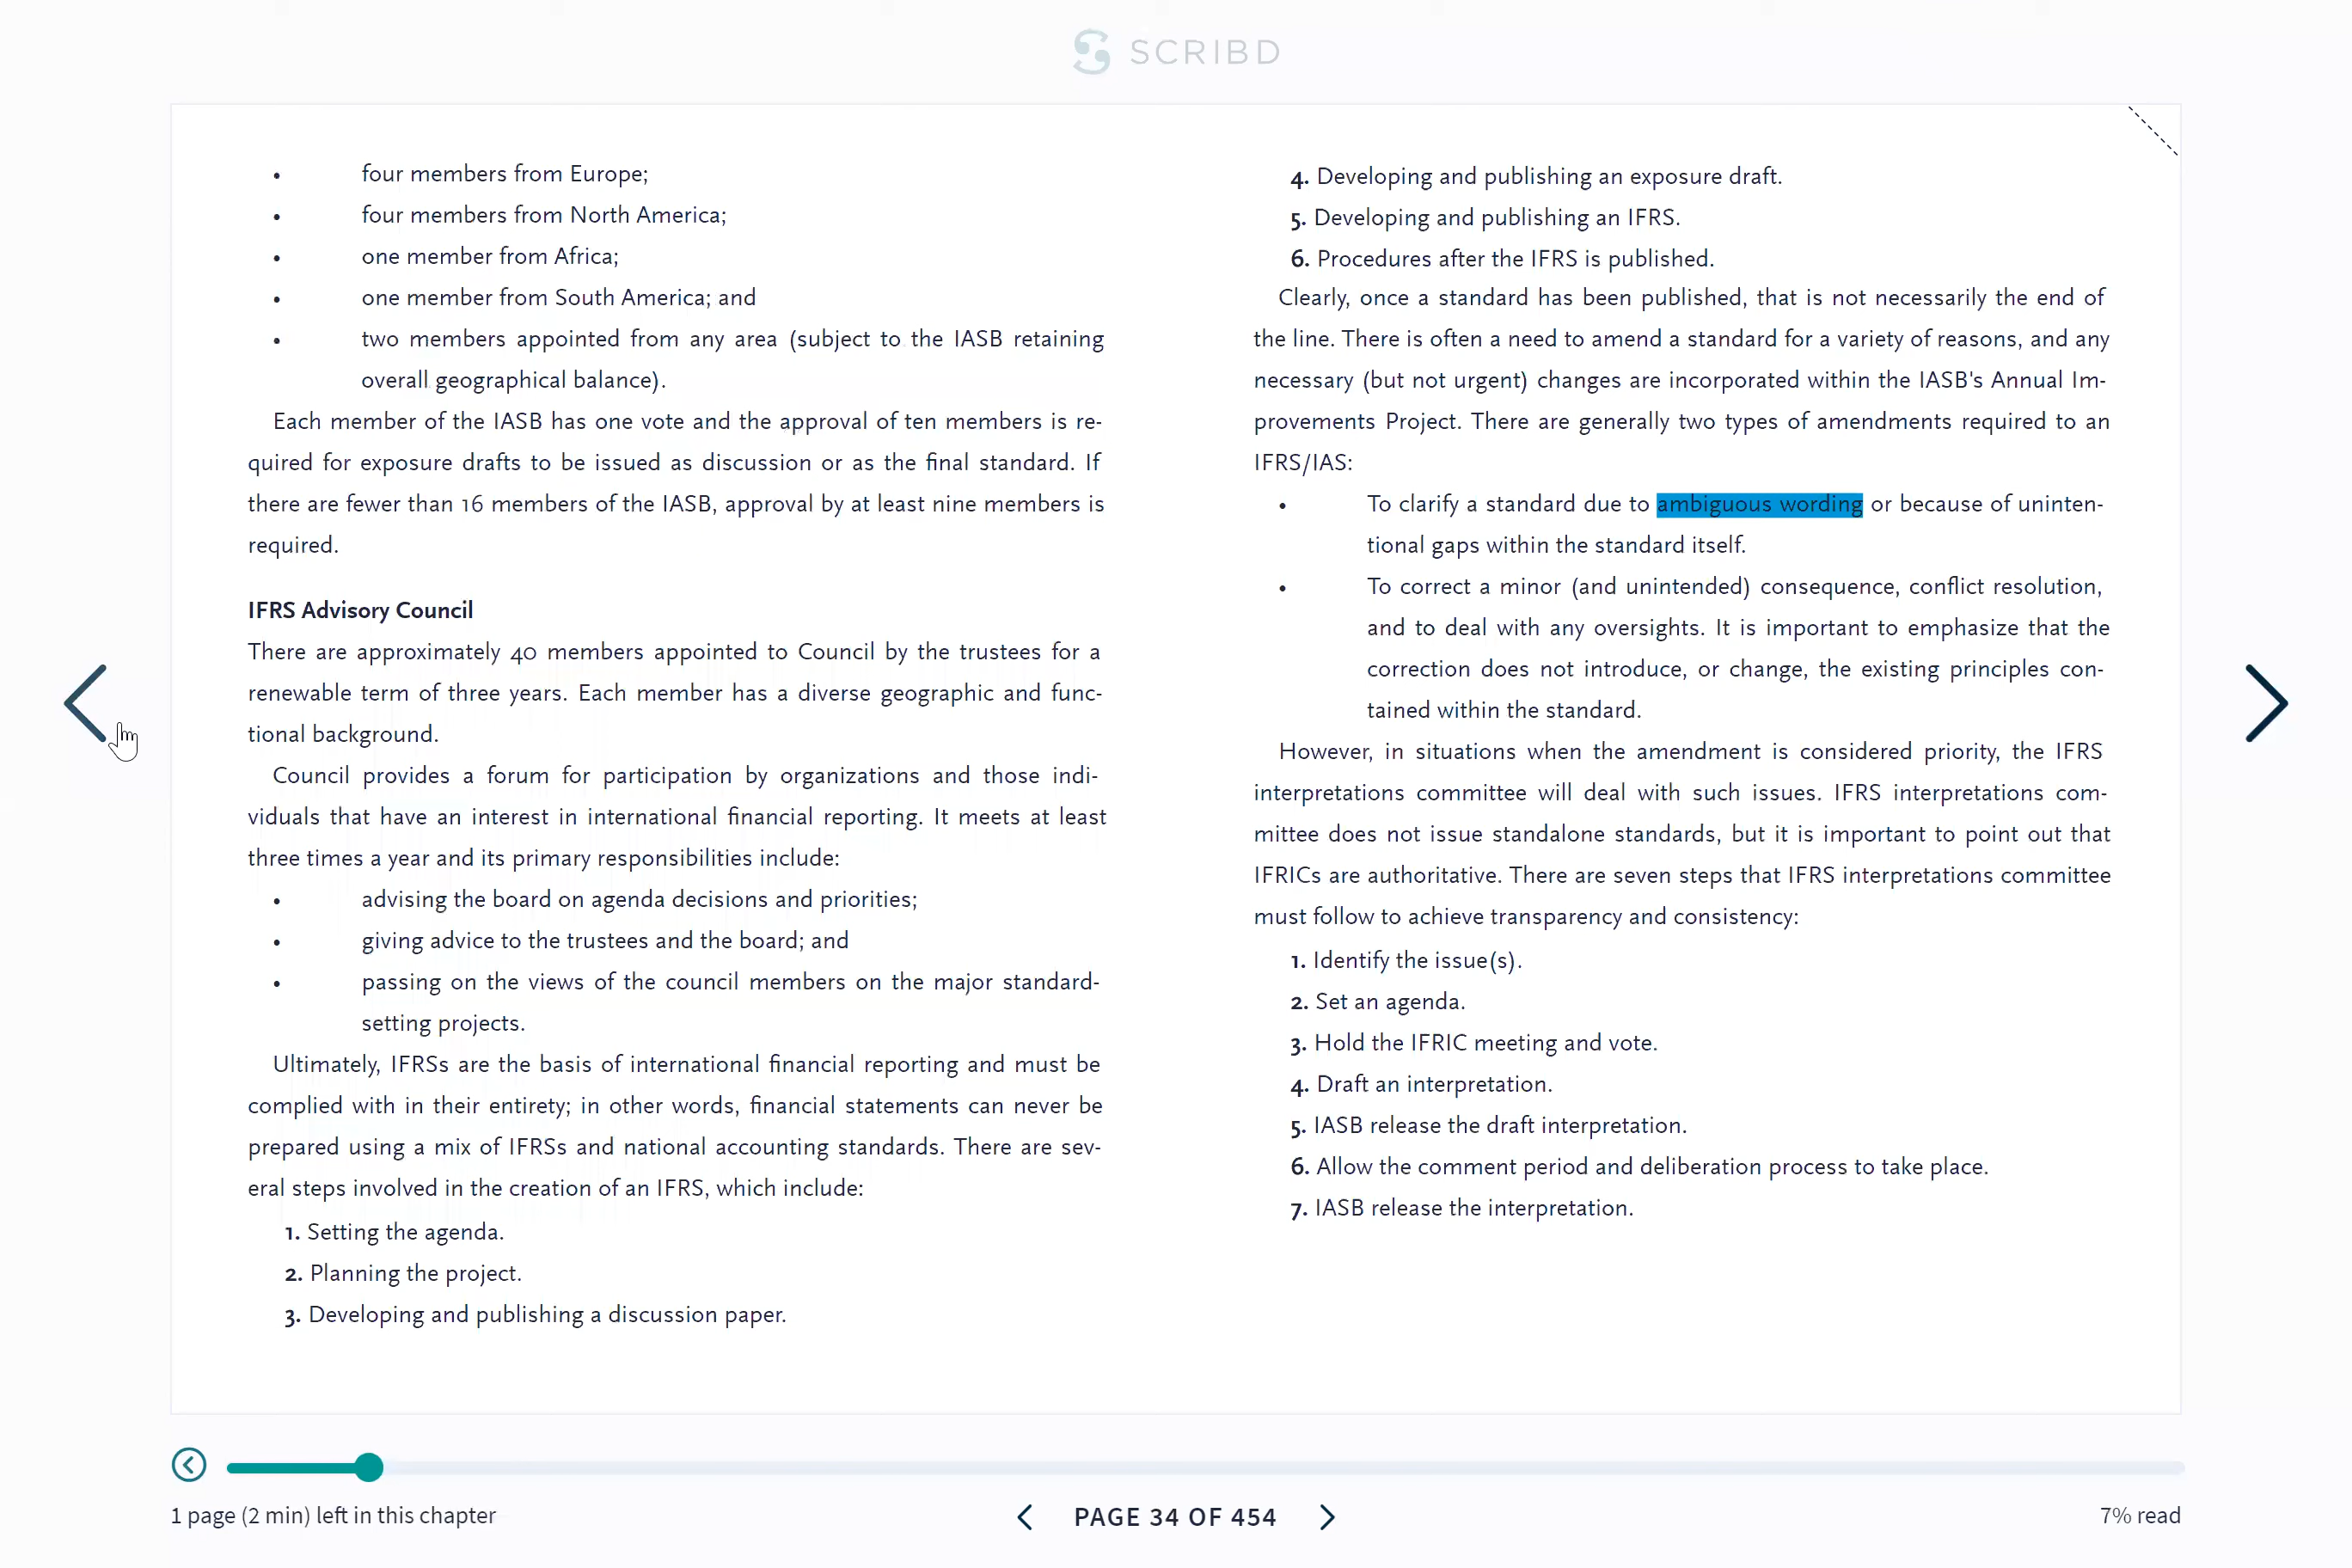 SCRIBD
• four members from Europe;
• four members from North America;
• one member from Africa;
• one member from South America; and
• two members appointed from any area (subject to the IASB retaining
overall geographical balance).
Each member of the IASB has one vote and the approval of ten members is re-
quired for exposure drafts to be issued as discussion or as the final standard. If
there are fewer than 16 members of the IASB, approval by at least nine members is
required.
IFRS Advisory Council
There are approximately 40 members appointed to Council by the trustees for a
renewable term of three years. Each member has a diverse geographic and func-
tional background.
Council provides a forum for participation by organizations and those indi-
viduals that have an interest in international financial reporting. It meets at least
three times a year and its primary responsibilities include:
• advising the board on agenda decisions and priorities;
• giving advice to the trustees and the board; and
• passing on the views of the council members on the major standard-
setting projects.
Ultimately, IFRSs are the basis of international financial reporting and must be
complied with in their entirety; in other words, financial statements can never be
prepared using a mix of IFRSs and national accounting standards. There are sev-
eral steps involved in the creation of an IFRS, which include:
1. Setting the agenda.
2. Planning the project.
3. Developing and publishing a discussion paper.
4. Developing and publishing an exposure draft.
5. Developing and publishing an IFRS.
6. Procedures after the IFRS is published.
Clearly, once a standard has been published, that is not necessarily the end of
the line. There is often a need to amend a standard for a variety of reasons, and any
necessary (but not urgent) changes are incorporated within the IASB's Annual Im-
provements Project. There are generally two types of amendments required to an
IFRS/IAS:
• To clarify a standard due to ambiguous wording or because of uninten-
tional gaps within the standard itself.
• To correct a minor (and unintended) consequence, conflict resolution,
and to deal with any oversights. It is important to emphasize that the
correction does not introduce, or change, the existing principles con-
tained within the standard.
However, in situations when the amendment is considered priority, the IFRS
interpretations committee will deal with such issues. IFRS interpretations com-
mittee does not issue standalone standards, but it is important to point out that
IFRICs are authoritative. There are seven steps that IFRS interpretations committee
must follow to achieve transparency and consistency:
1. Identify the issue(s).
2. Set an agenda.
3. Hold the IFRIC meeting and vote.
4. Draft an interpretation.
5. IASB release the draft interpretation.
6. Allow the comment period and deliberation process to take place.
7. IASB release the interpretation.
1 page (2 min) left in this chapter
PAGE 34 OF 454
7% read